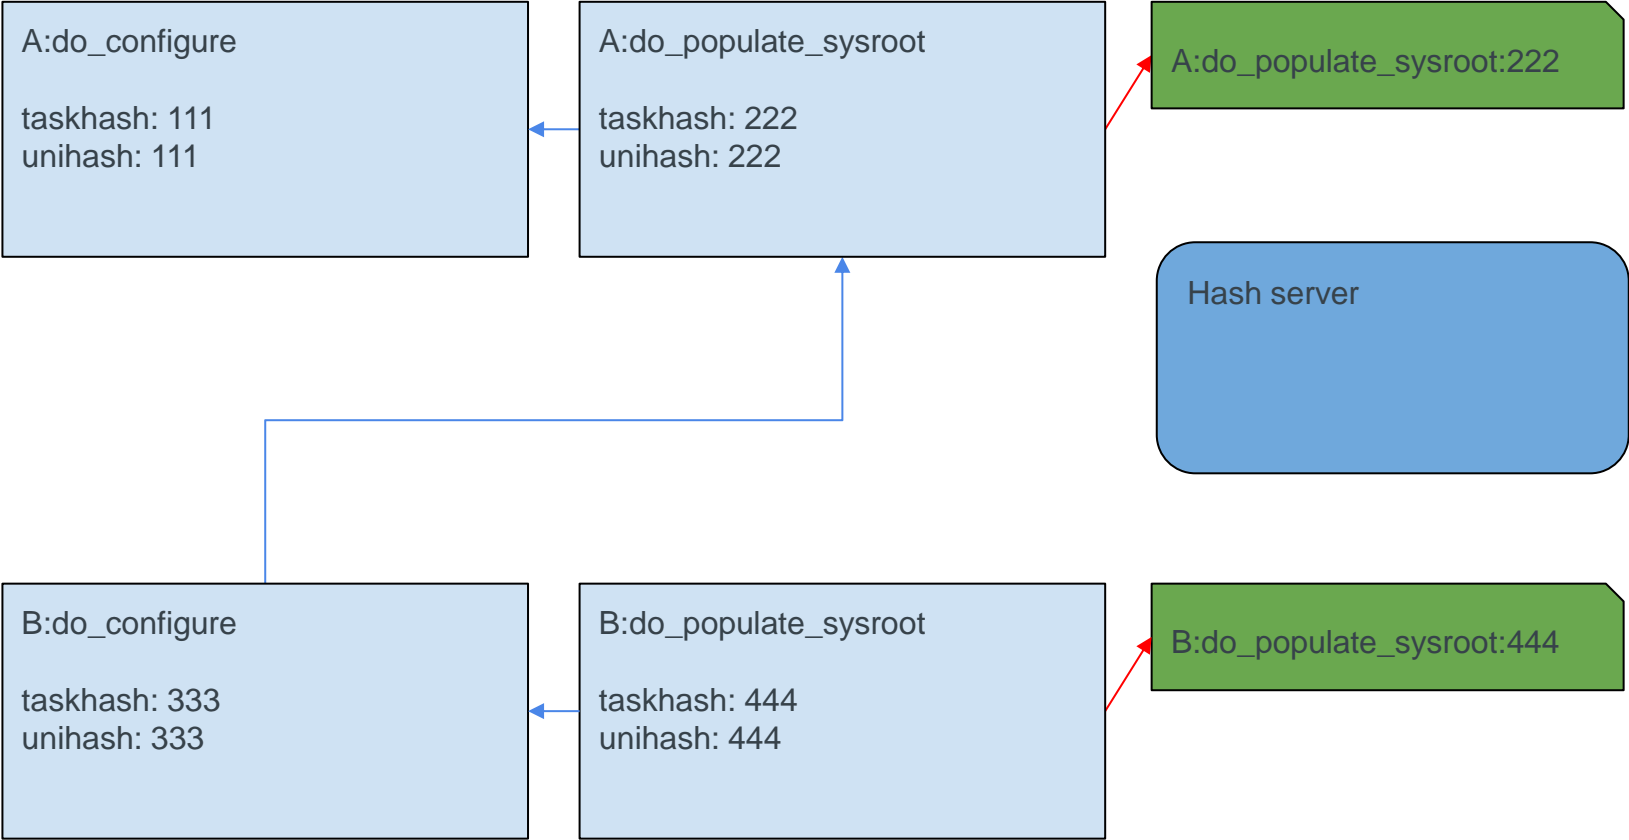 A:do_configure
taskhash: 111
unihash: 111
A:do_populate_sysroot
taskhash: 222
unihash: 222
A:do_populate_sysroot:222
Hash server
B:do_configure
taskhash: 333
unihash: 333
B:do_populate_sysroot
taskhash: 444
unihash: 444
B:do_populate_sysroot:444